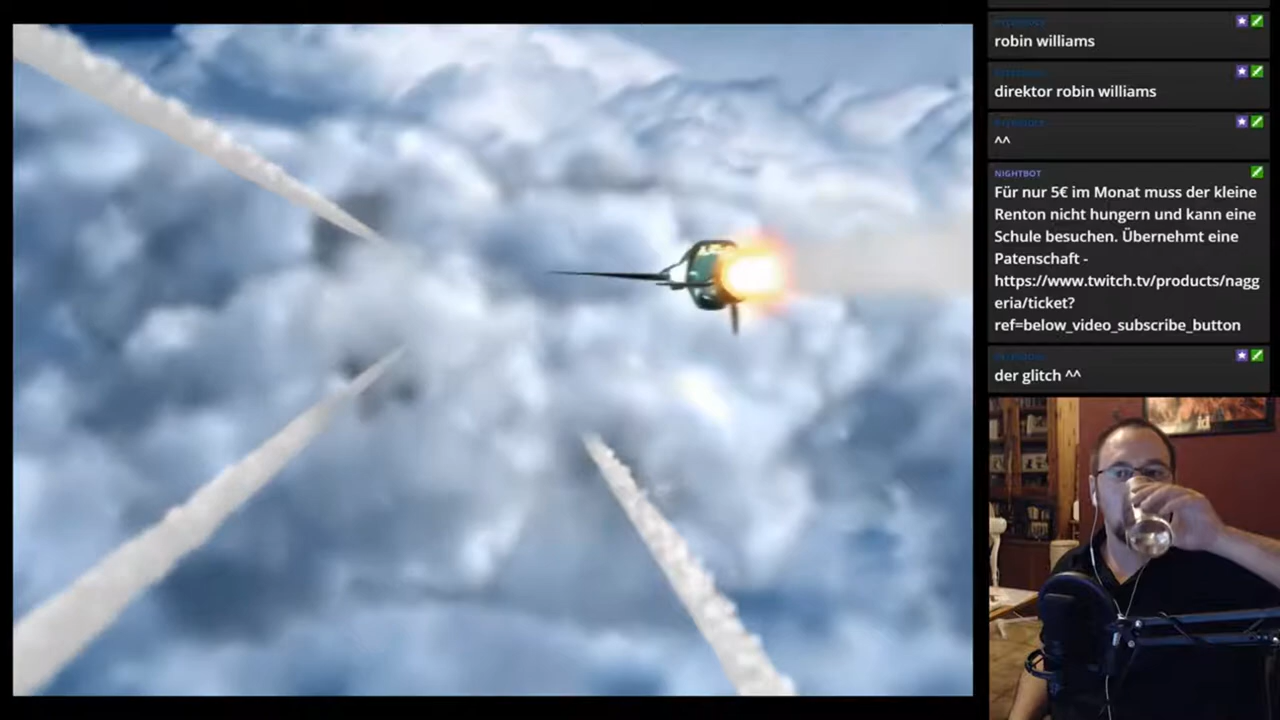 robin williams
direktor robin williams
^^
NIGHTBOT
Für nur 5€ im Monat muss der kleine
Renton nicht hungern und kann eine
Schule besuchen. Übernehmt eine
Patenschaft -
https://www.twitch.tv/products/nagg
eria/ticket?
ref=below_video_subscribe_button
der glitch ^^